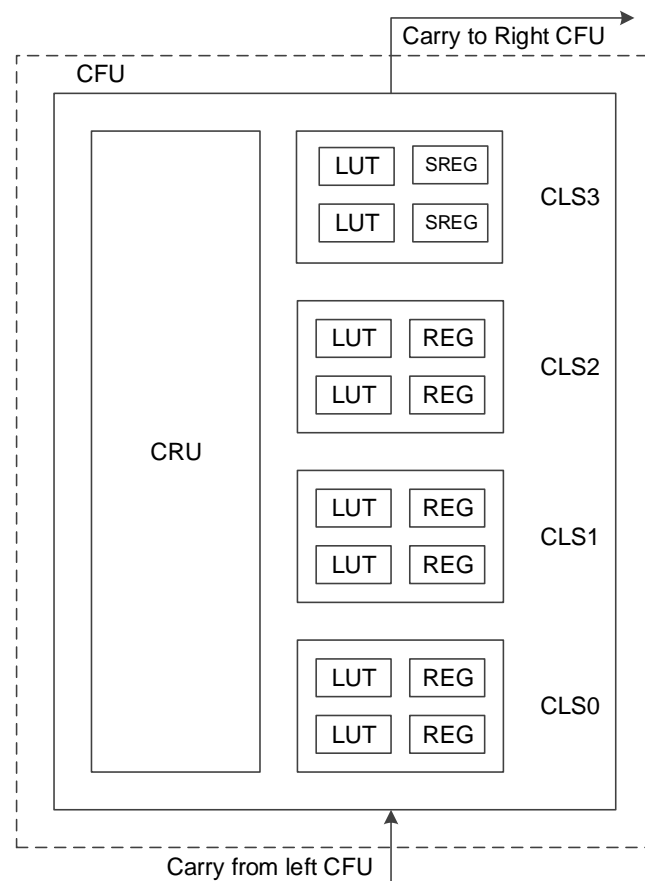 Carry to Right CFU
CFU
LUT SREG
LUT SREG
CLS3
LUT REG
LUT REG
CLS2
CRU
LUT REG
LUT REG
CLS1
LUT REG
LUT REG
CLS0
Carry from left CFU